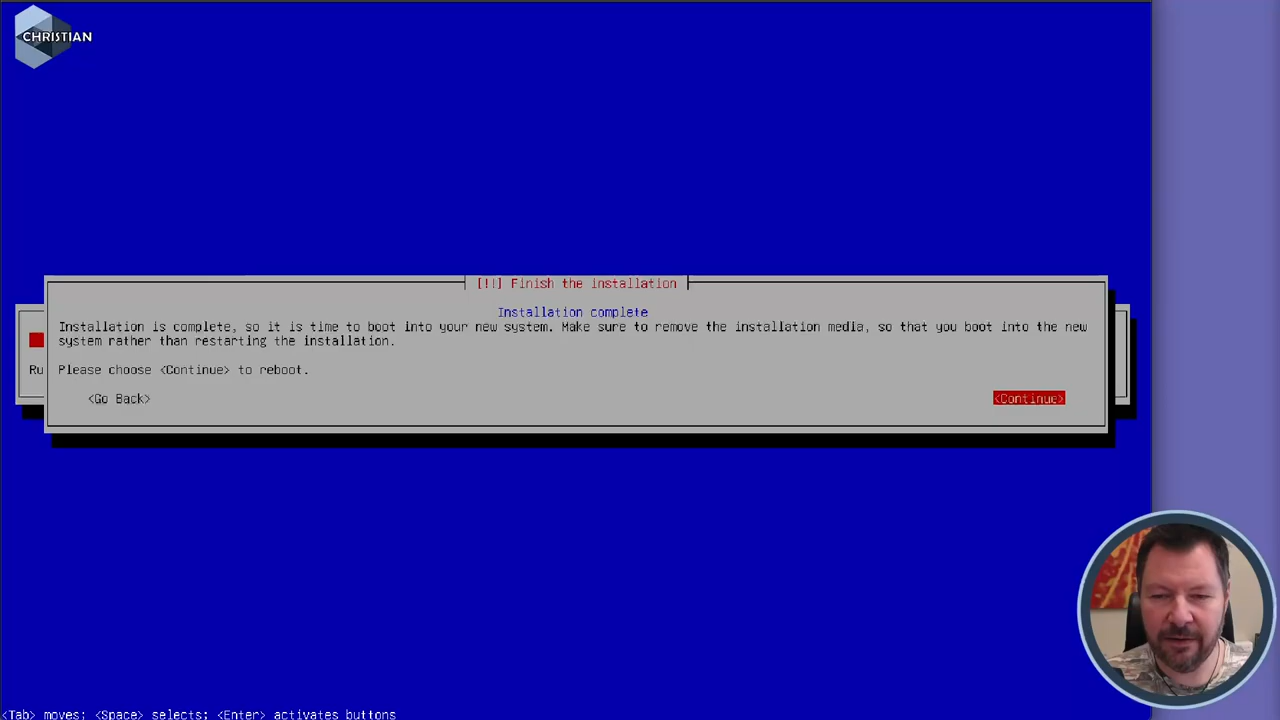 CHRISTIAN
[!!] Finish the installation
Installation complete
Installation is complete, so it is time to boot into your new system. Make sure to remove the installation media, so that you boot into the new
system rather than restarting the installation.
Ru
Please choose <Continue> to reboot.
<Go Back>
<Continue>
<Tab> moves; <Space> selects; <Enter> activates buttons